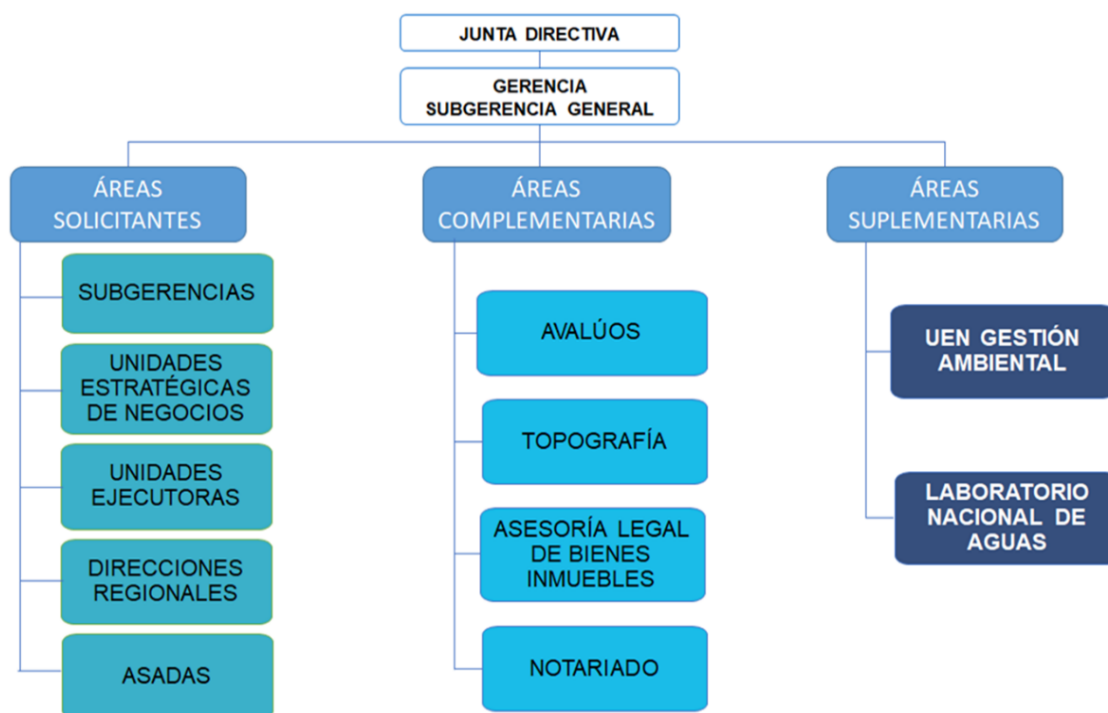 JUNTA DIRECTIVA
GERENCIA
SUBGERENCIA GENERAL
ÁREAS
SOLICITANTES
SUBGERENCIAS
UNIDADES
ESTRATÉGICAS
DE NEGOCIOS
UNIDADES
EJECUTORAS
DIRECCIONES
REGIONALES
ASADAS
ÁREAS
COMPLEMENTARIAS
AVALÚOS
TOPOGRAFÍA
ASESORÍA LEGAL
DE BIENES
INMUEBLES
NOTARIADO
ÁREAS
SUPLEMENTARIAS
UEN GESTIÓN
AMBIENTAL
LABORATORIO
NACIONAL DE
AGUAS